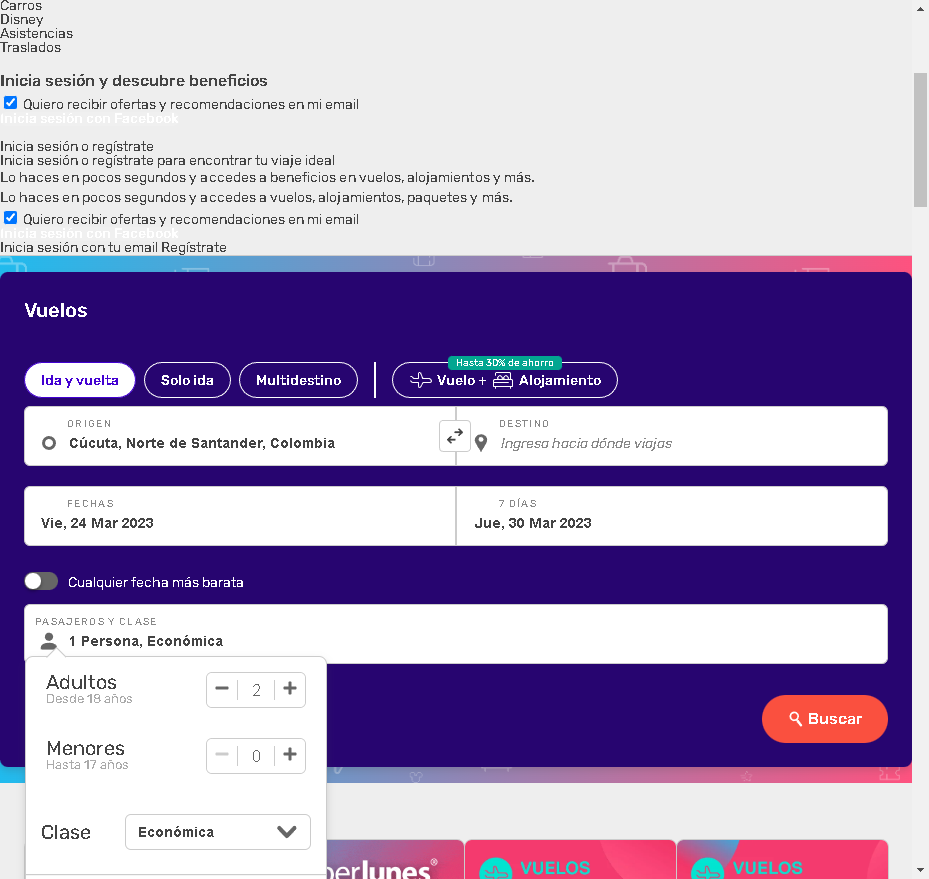 Carros
Disney
Asistencias
Traslados
Inicia sesión y descubre beneficios
Quiero recibir ofertas y recomendaciones en mi email
Inicia sesión con Facebook
Inicia sesión o regístrate
Inicia sesión o regístrate para encontrar tu viaje ideal
Lo haces en pocos segundos y accedes a beneficios en vuelos, alojamientos y más.
Lo haces en pocos segundos y accedes a vuelos, alojamientos, paquetes y más.
Quiero recibir ofertas y recomendaciones en mi email
Inicia sesión con Facebook
Inicia sesión con tu email Regístrate
Vuelos
Hasta 30% de ahorro
Ida y vuelta Solo ida Multidestino Vuelo + Alojamiento
ORIGEN DESTINO
Cúcuta, Norte de Santander, Colombia Ingresa hacia dónde viajas
FECHAS 7 DÍAS
Vie, 24 Mar 2023 Jue, 30 Mar 2023
Cualquier fecha más barata
PASAJEROS Y CLASE
1 Persona, Económica
Adultos
Desde 18 años
2
Menores
Hasta 17 años
0
Buscar
Clase Económica
perlunes® VUELOS VUELOS